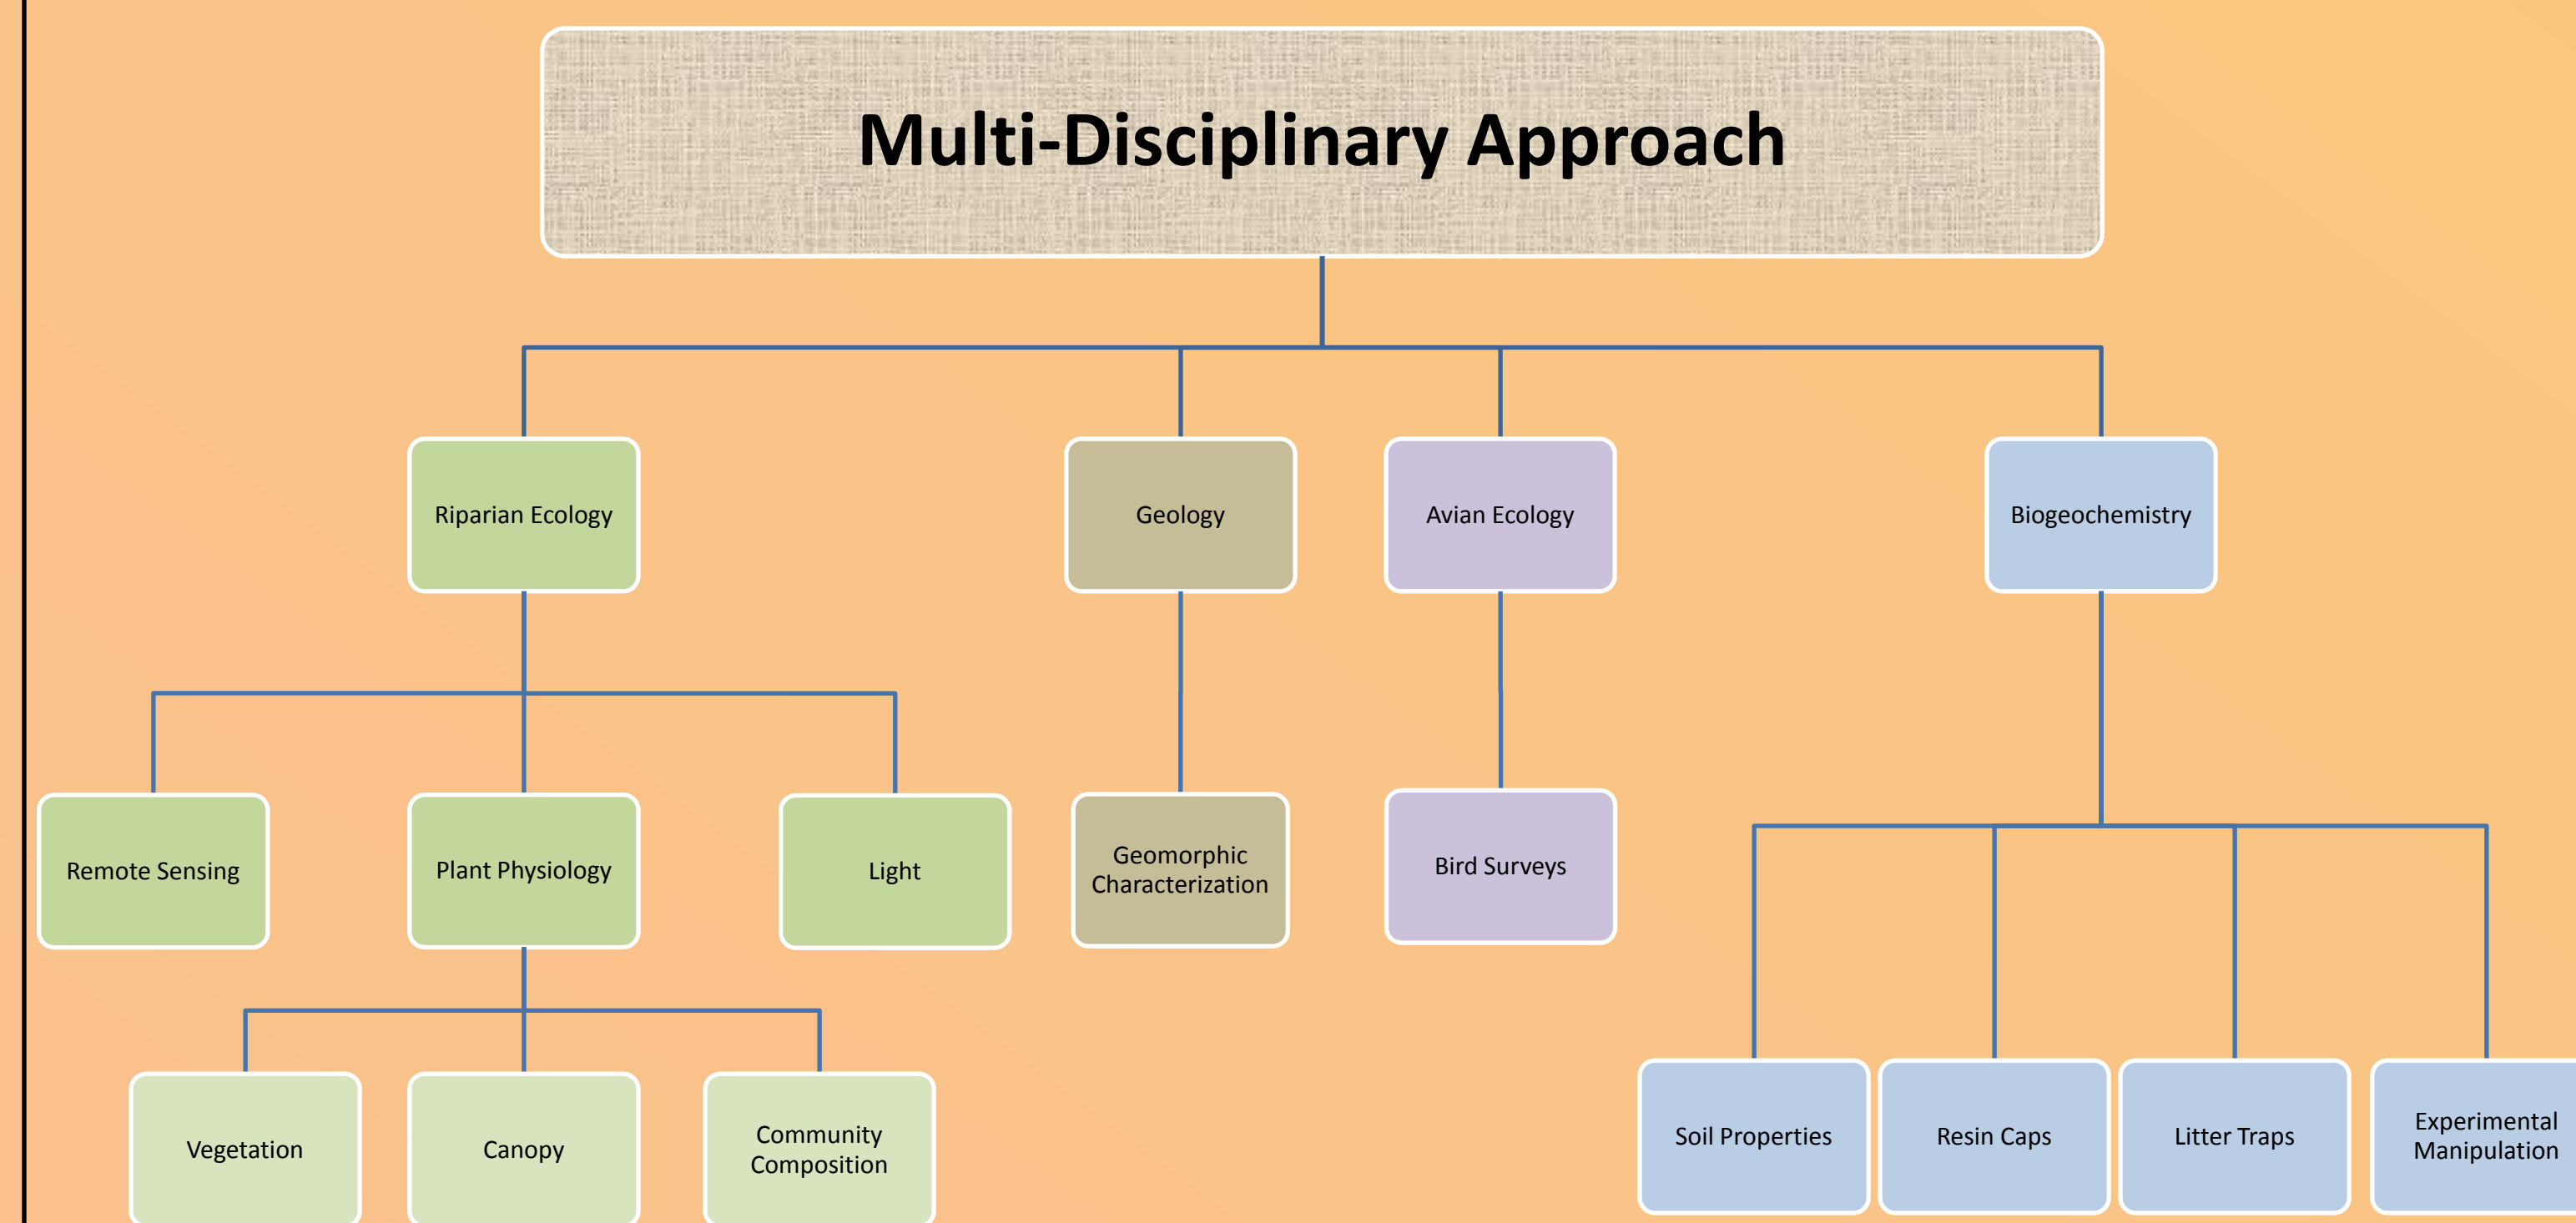 Multi-Disciplinary Approach
Riparian Ecology
Geology
Avian Ecology
Biogeochemistry
Remote Sensing
Plant Physiology
Light
Geomorphic
Characterization
Bird Surveys
Vegetation
Canopy
Community
Composition
Soil Properties
Resin Caps
Litter Traps
Experimental
Manipulation